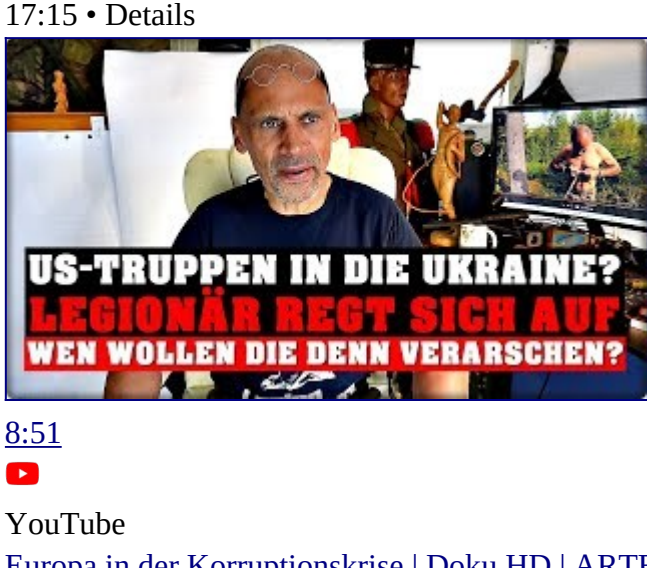 17:15 • Details
US-TRUPPEN IN DIE UKRAINE?
LEGIONÄR REGT SICH AUF
WEN WOLLEN DIE DENN VERARSCHEN?
8:51
YouTube
Europa in der Korruptionskrise | Doku HD | ARTE